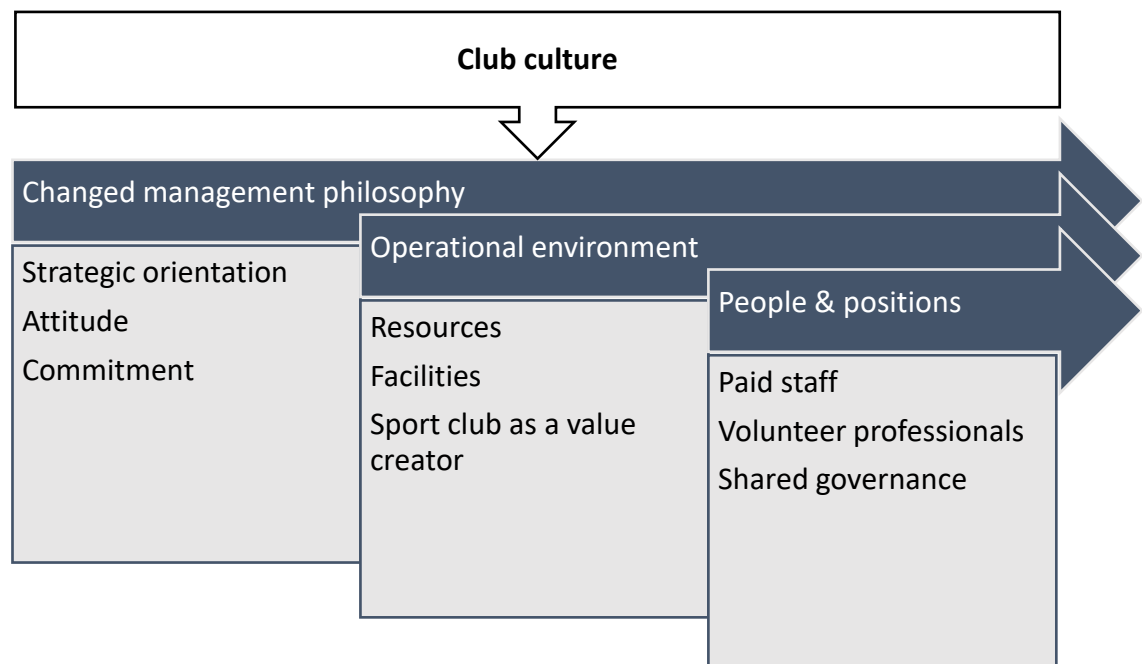 Club culture
Changed management philosophy
Strategic orientation
Attitude
Commitment
Operational environment
Resources
Facilities
Sport club as a value
creator
People & positions
Paid staff
Volunteer professionals
Shared governance